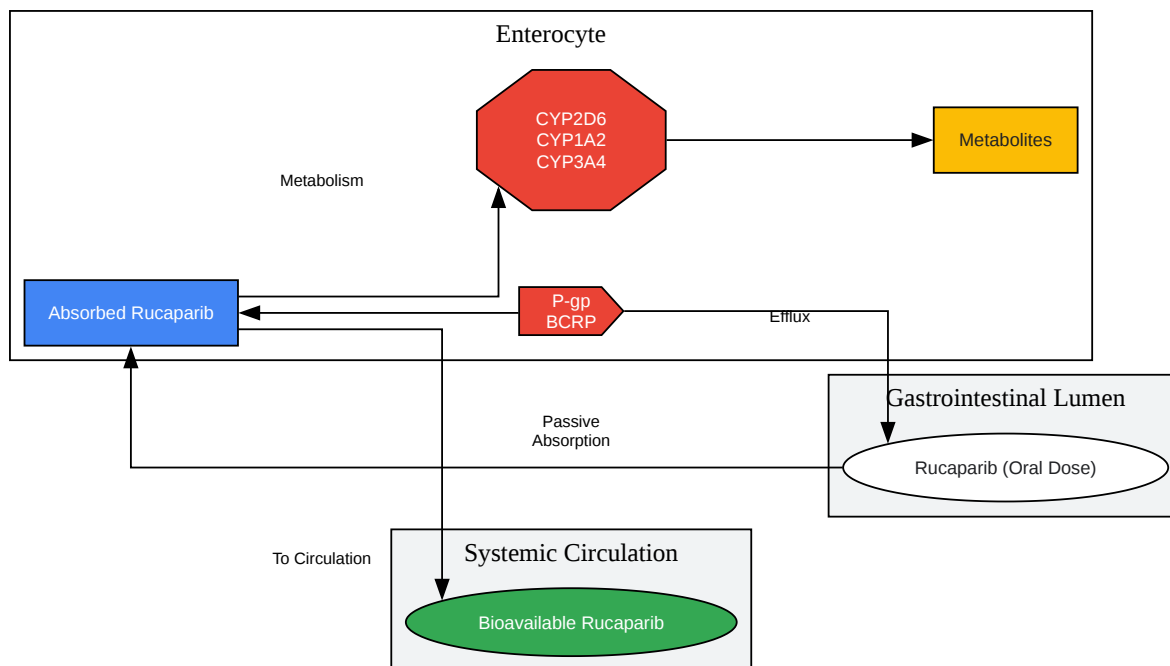 Enterocyte
CYP2D6
CYP1A2
CYP3A4
Metabolites
Metabolism
Absorbed Rucaparib
P-gp
BCRP
Efflux
Gastrointestinal Lumen
Passive
Absorption
Rucaparib (Oral Dose)
To Circulation
Systemic Circulation
Bioavailable Rucaparib